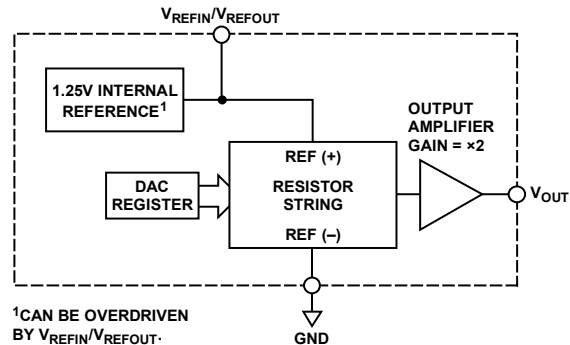 VREFIN/VREFOUT
1.25V INTERNAL
REFERENCE1
OUTPUT
AMPLIFIER
GAIN = ×2
REF (+)
DAC
REGISTER
RESISTOR
STRING
VOUT
REF (–)
GND
1CAN BE OVERDRIVEN
BY VREFIN/VREFOUT.